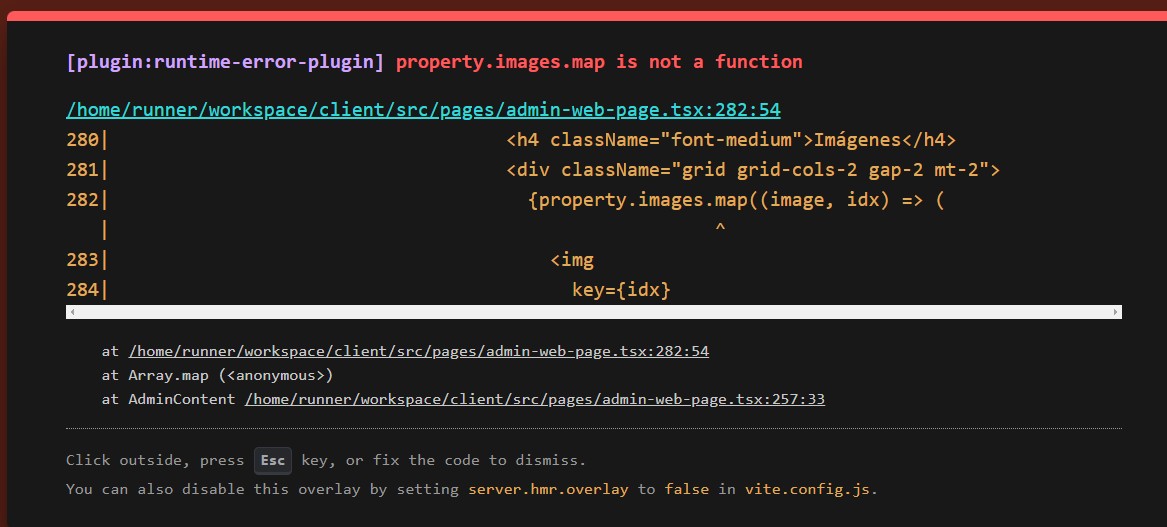 [plugin:runtime-error-plugin] property.images.map is not a function
/home/runner/workspace/client/src/pages/admin-web-page.tsx:282:54
280|                                     <h4 className="font-medium">Imágenes</h4>
281|                                     <div className="grid grid-cols-2 gap-2 mt-2">
282|                                       {property.images.map((image, idx) => (
   |                                                        ^
283|                                         <img
284|                                           key={idx}
at /home/runner/workspace/client/src/pages/admin-web-page.tsx:282:54
at Array.map (<anonymous>)
at AdminContent /home/runner/workspace/client/src/pages/admin-web-page.tsx:257:33
Click outside, press Esc key, or fix the code to dismiss.
You can also disable this overlay by setting server.hmr.overlay to false in vite.config.js.